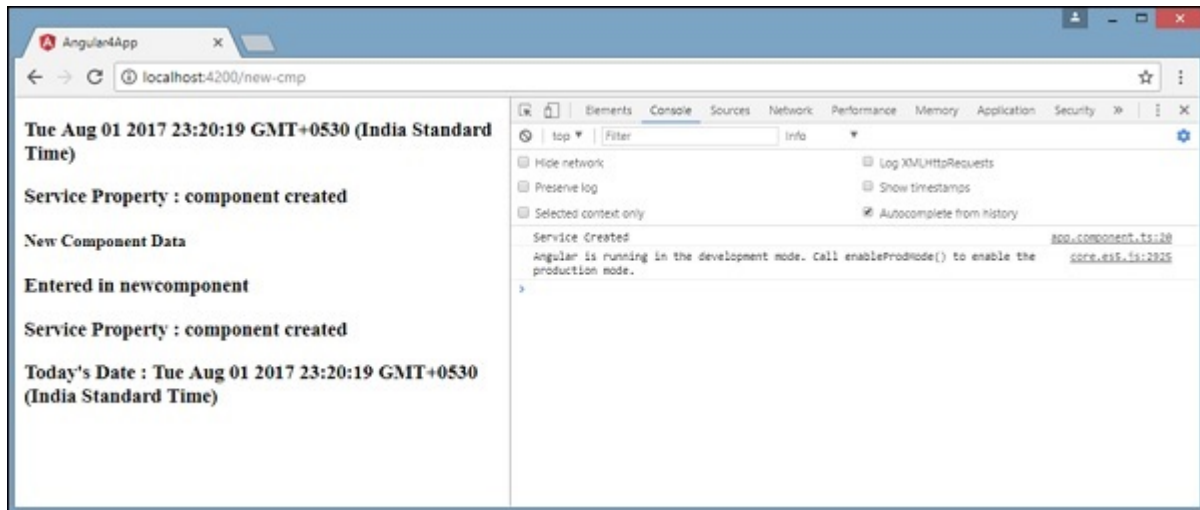 Angular4App
localhost:4200/new-cmp
Tue Aug 01 2017 23:20:19 GMT+0530 (India Standard
Time)
Service Property : component created
New Component Data
Entered in newcomponent
Service Property : component created
Today's Date : Tue Aug 01 2017 23:20:19 GMT+0530
(India Standard Time)
Elements Console Sources Network Performance Memory Application Security »
top ▼ Filter Info ▼
Hide network Log XMLHttpRequests
Preserve log Show timestamps
Selected context only Autocomplete from history
Service Created app.component.ts:20
Angular is running in the development mode. Call enableProdMode() to enable the core.es5.js:2925
production mode.
>